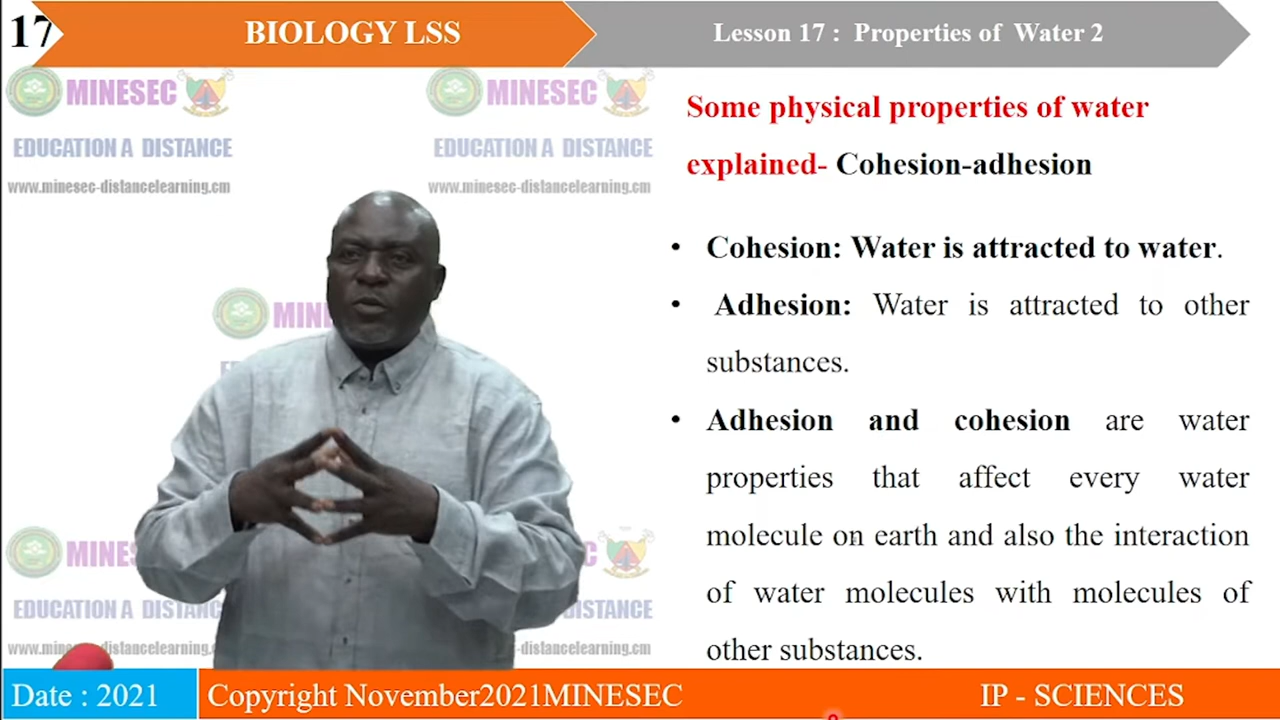 17
BIOLOGY LSS
Lesson 17 : Properties of Water 2
MINESEC
MINESEC
EDUCATION A DISTANCE
EDUCATION A DISTANCE
www.minesec-distancelearning.cm
www.minesec-distancelearning.cm
Some physical properties of water
explained- Cohesion-adhesion
• Cohesion: Water is attracted to water.
• Adhesion: Water is attracted to other
substances.
• Adhesion and cohesion are water
properties that affect every water
molecule on earth and also the interaction
of water molecules with molecules of
other substances.
Date : 2021
Copyright November2021MINESEC
IP - SCIENCES